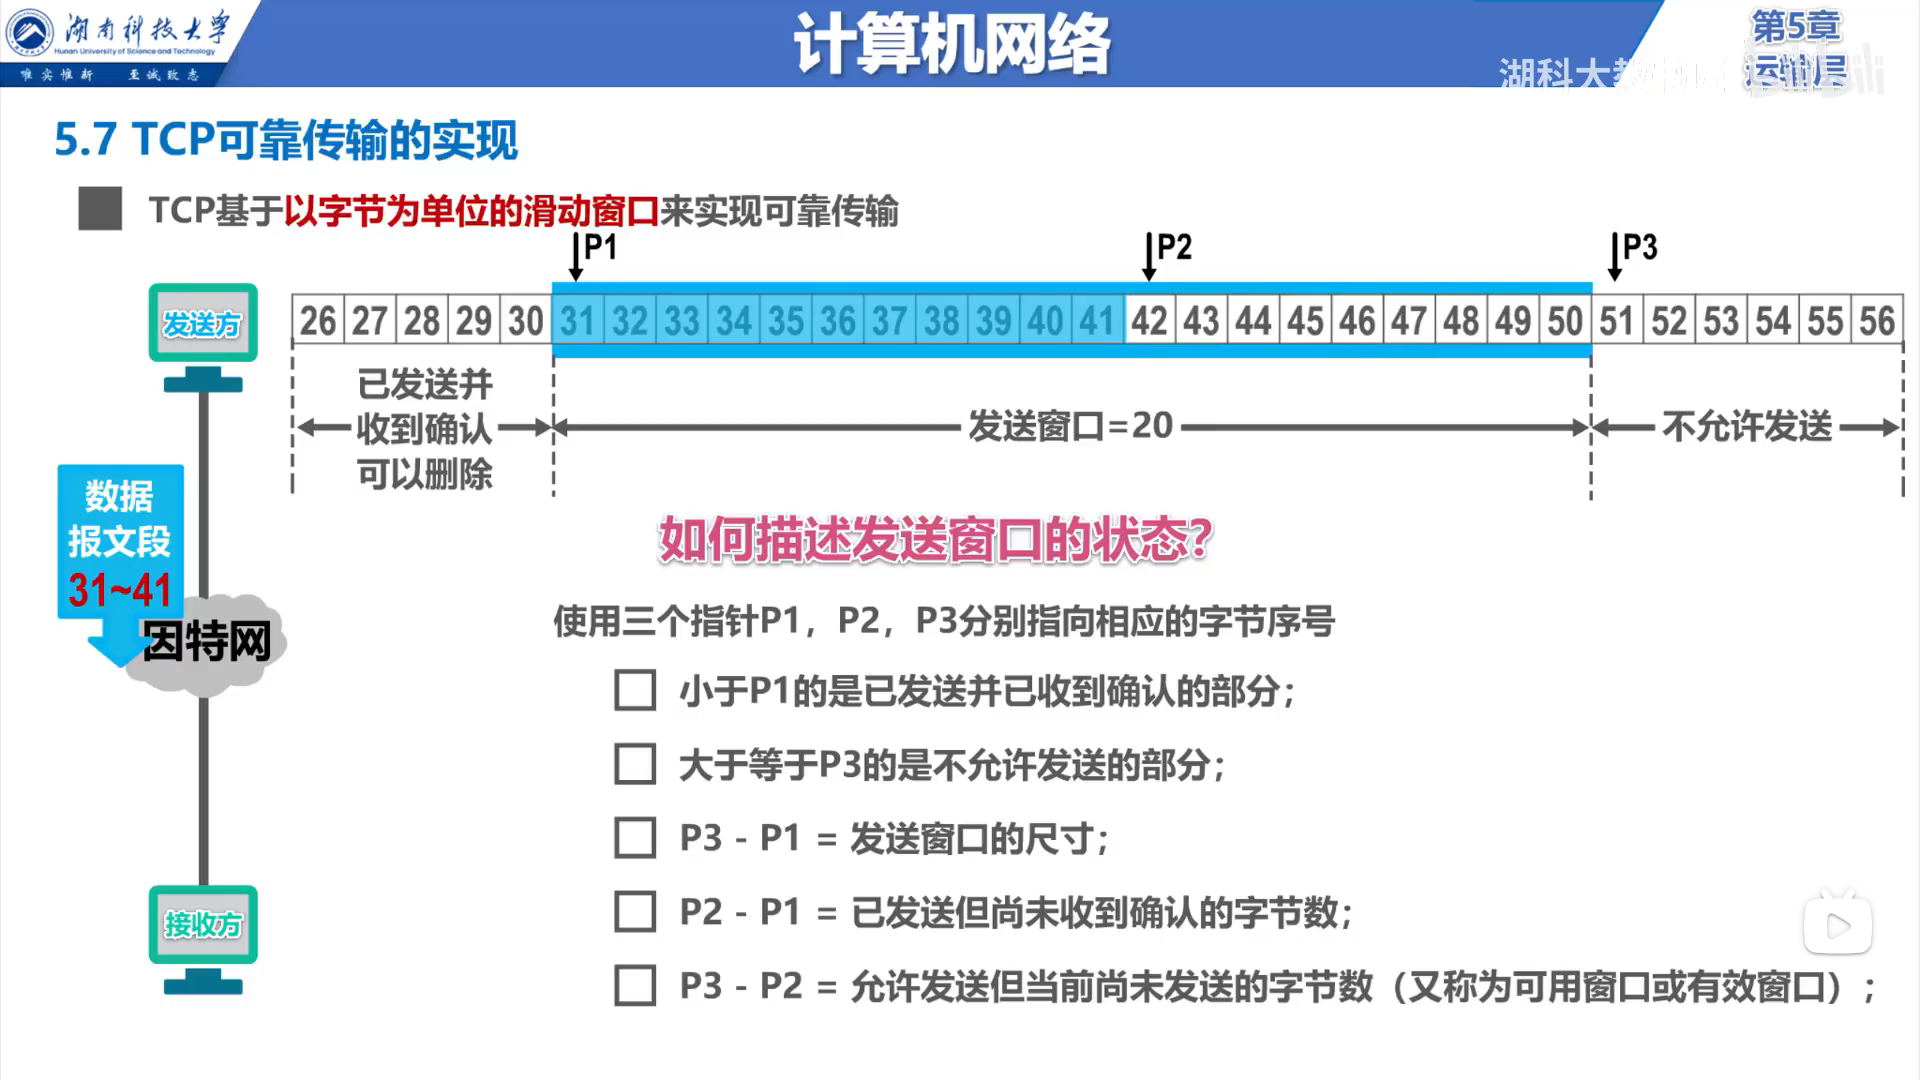 湖南科技大学
Hunan University of Science and Technology
唯实惟新 至诚致志
计算机网络
第5章
运输层
湖科大教
5.7 TCP可靠传输的实现
TCP基于以字节为单位的滑动窗口来实现可靠传输
P1 P2 P3
发送方
26 27 28 29 30 31 32 33 34 35 36 37 38 39 40 41 42 43 44 45 46 47 48 49 50 51 52 53 54 55 56
已发送并
收到确认
可以删除
发送窗口=20
不允许发送
数据
报文段
31~41
因特网
接收方
如何描述发送窗口的状态?
使用三个指针P1，P2，P3分别指向相应的字节序号
小于P1的是已发送并已收到确认的部分；
大于等于P3的是不允许发送的部分；
P3 - P1 = 发送窗口的尺寸；
P2 - P1 = 已发送但尚未收到确认的字节数；
P3 - P2 = 允许发送但当前尚未发送的字节数（又称为可用窗口或有效窗口）；